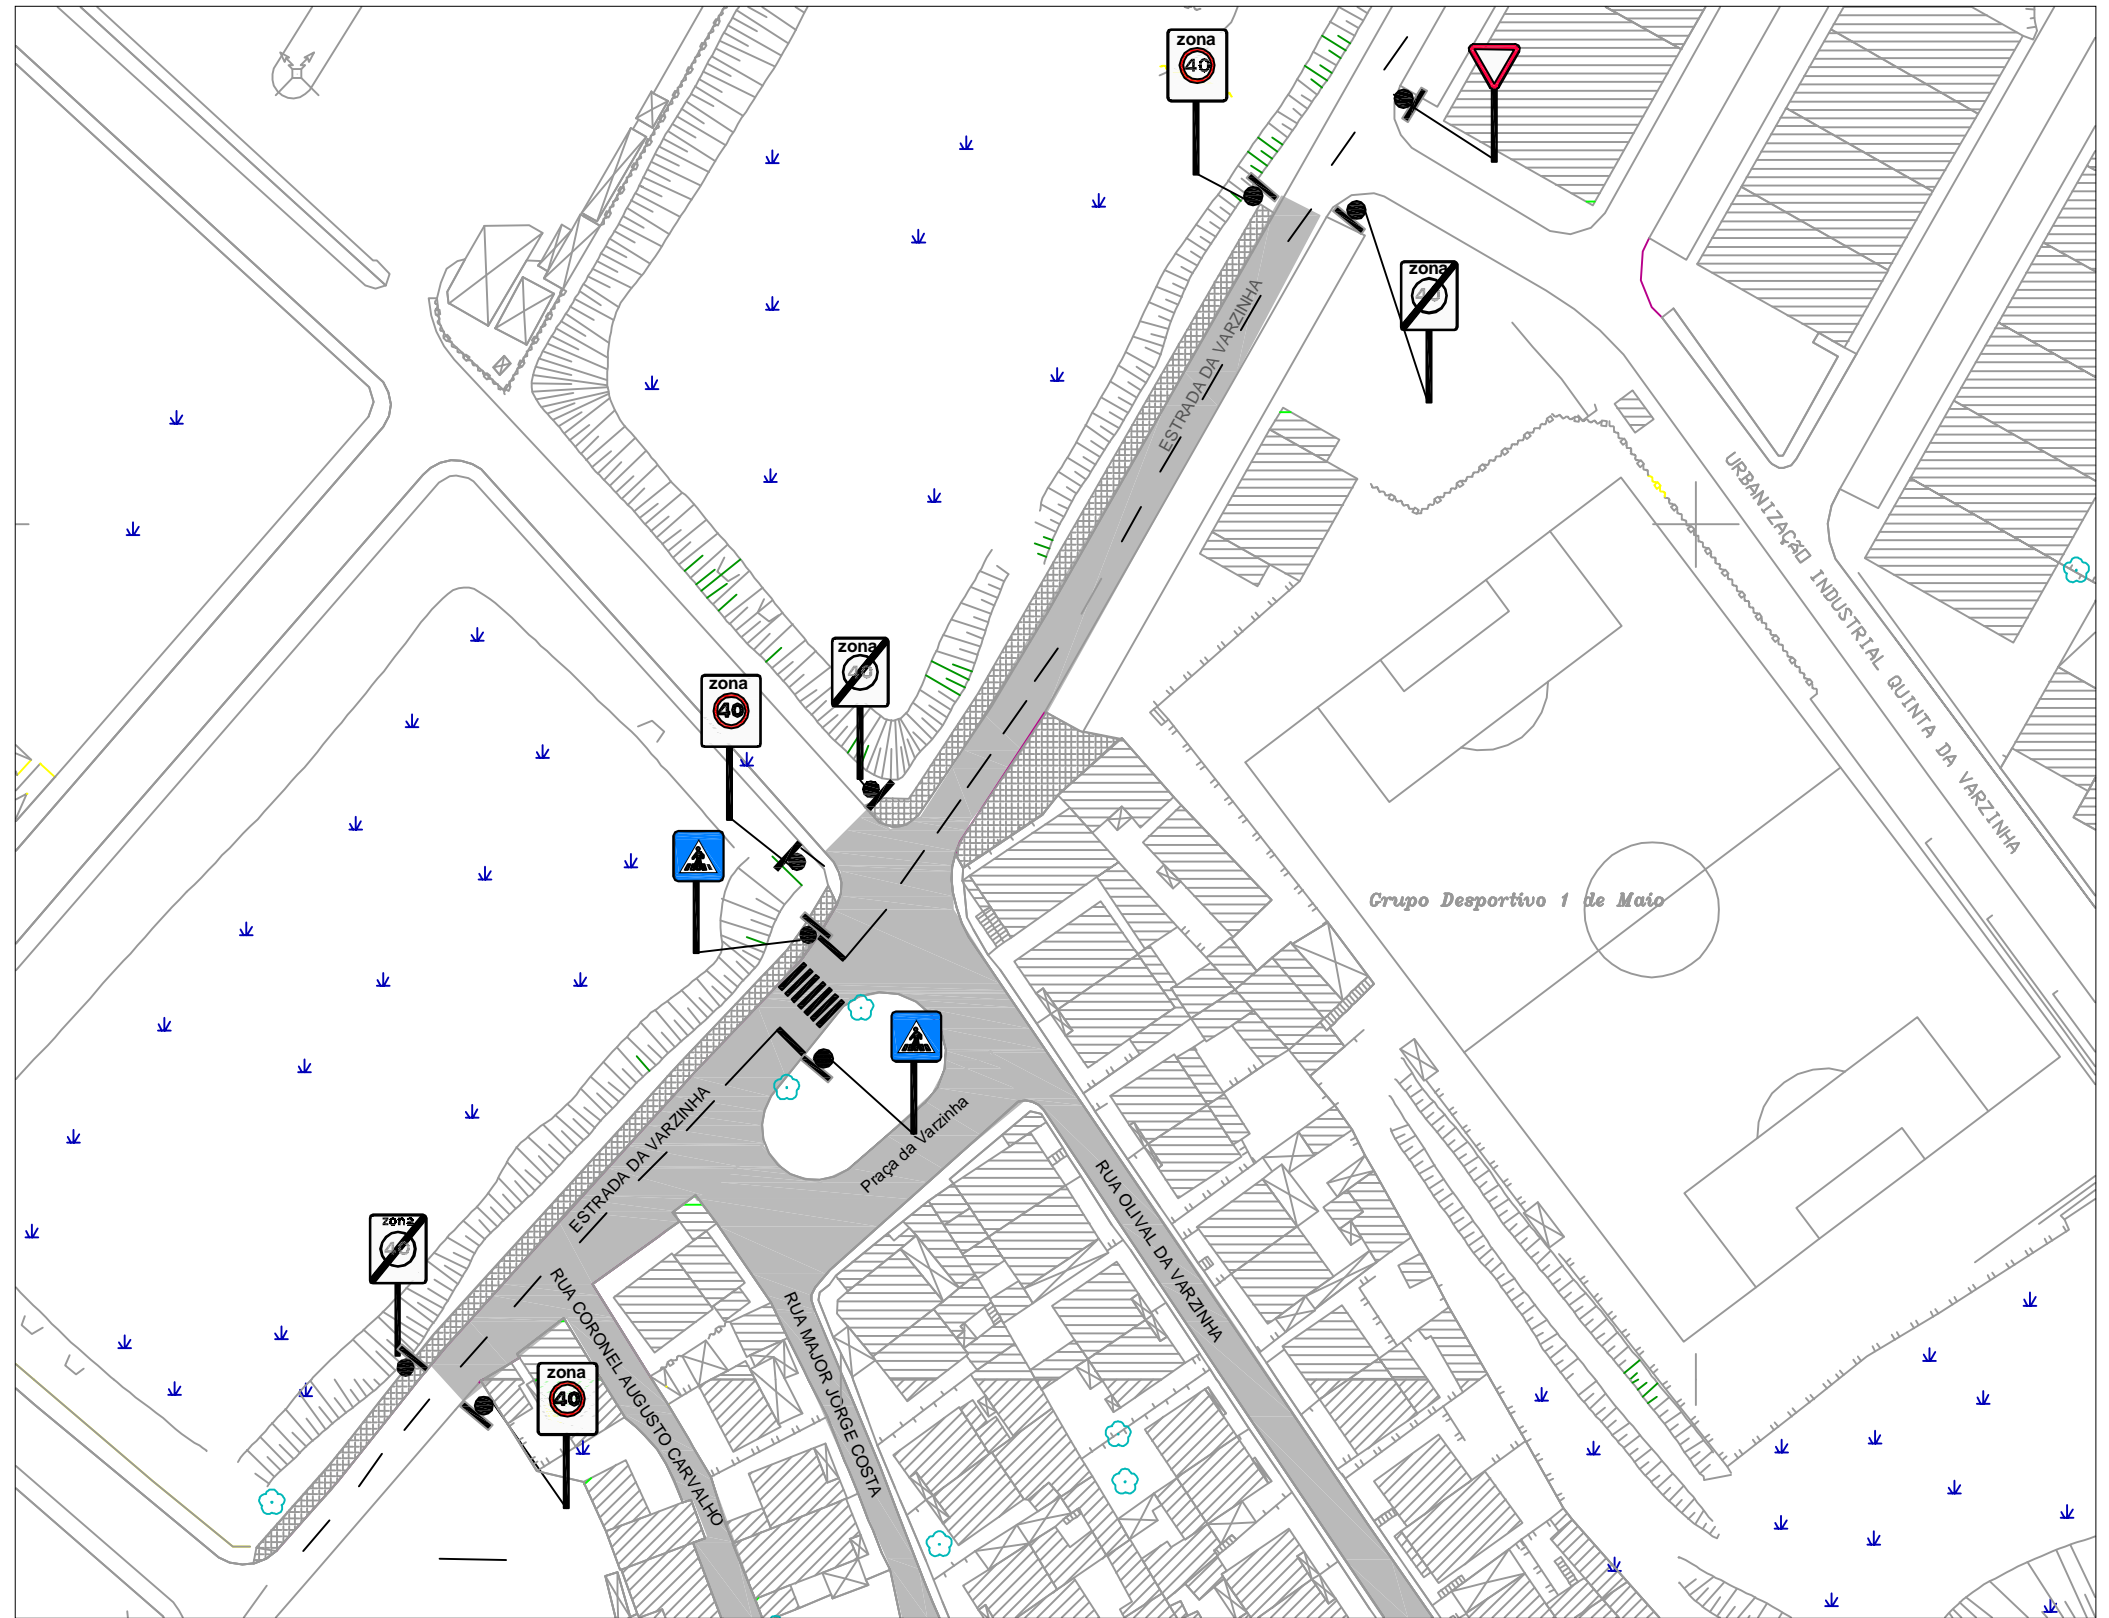 zona
40
zona
40
ESTRADA DA VARZINHA
URBANIZAÇÃO INDUSTRIAL QUINTA DA VARZINHA
zona
40
zona
40
Grupo Desportivo 1 de Maio
ESTRADA DA VARZINHA
Praça da Varzinha
RUA OLIVAL DA VARZINHA
zona
40
RUA CORONEL AUGUSTO CARVALHO
RUA MAJOR JORGE COSTA
zona
40